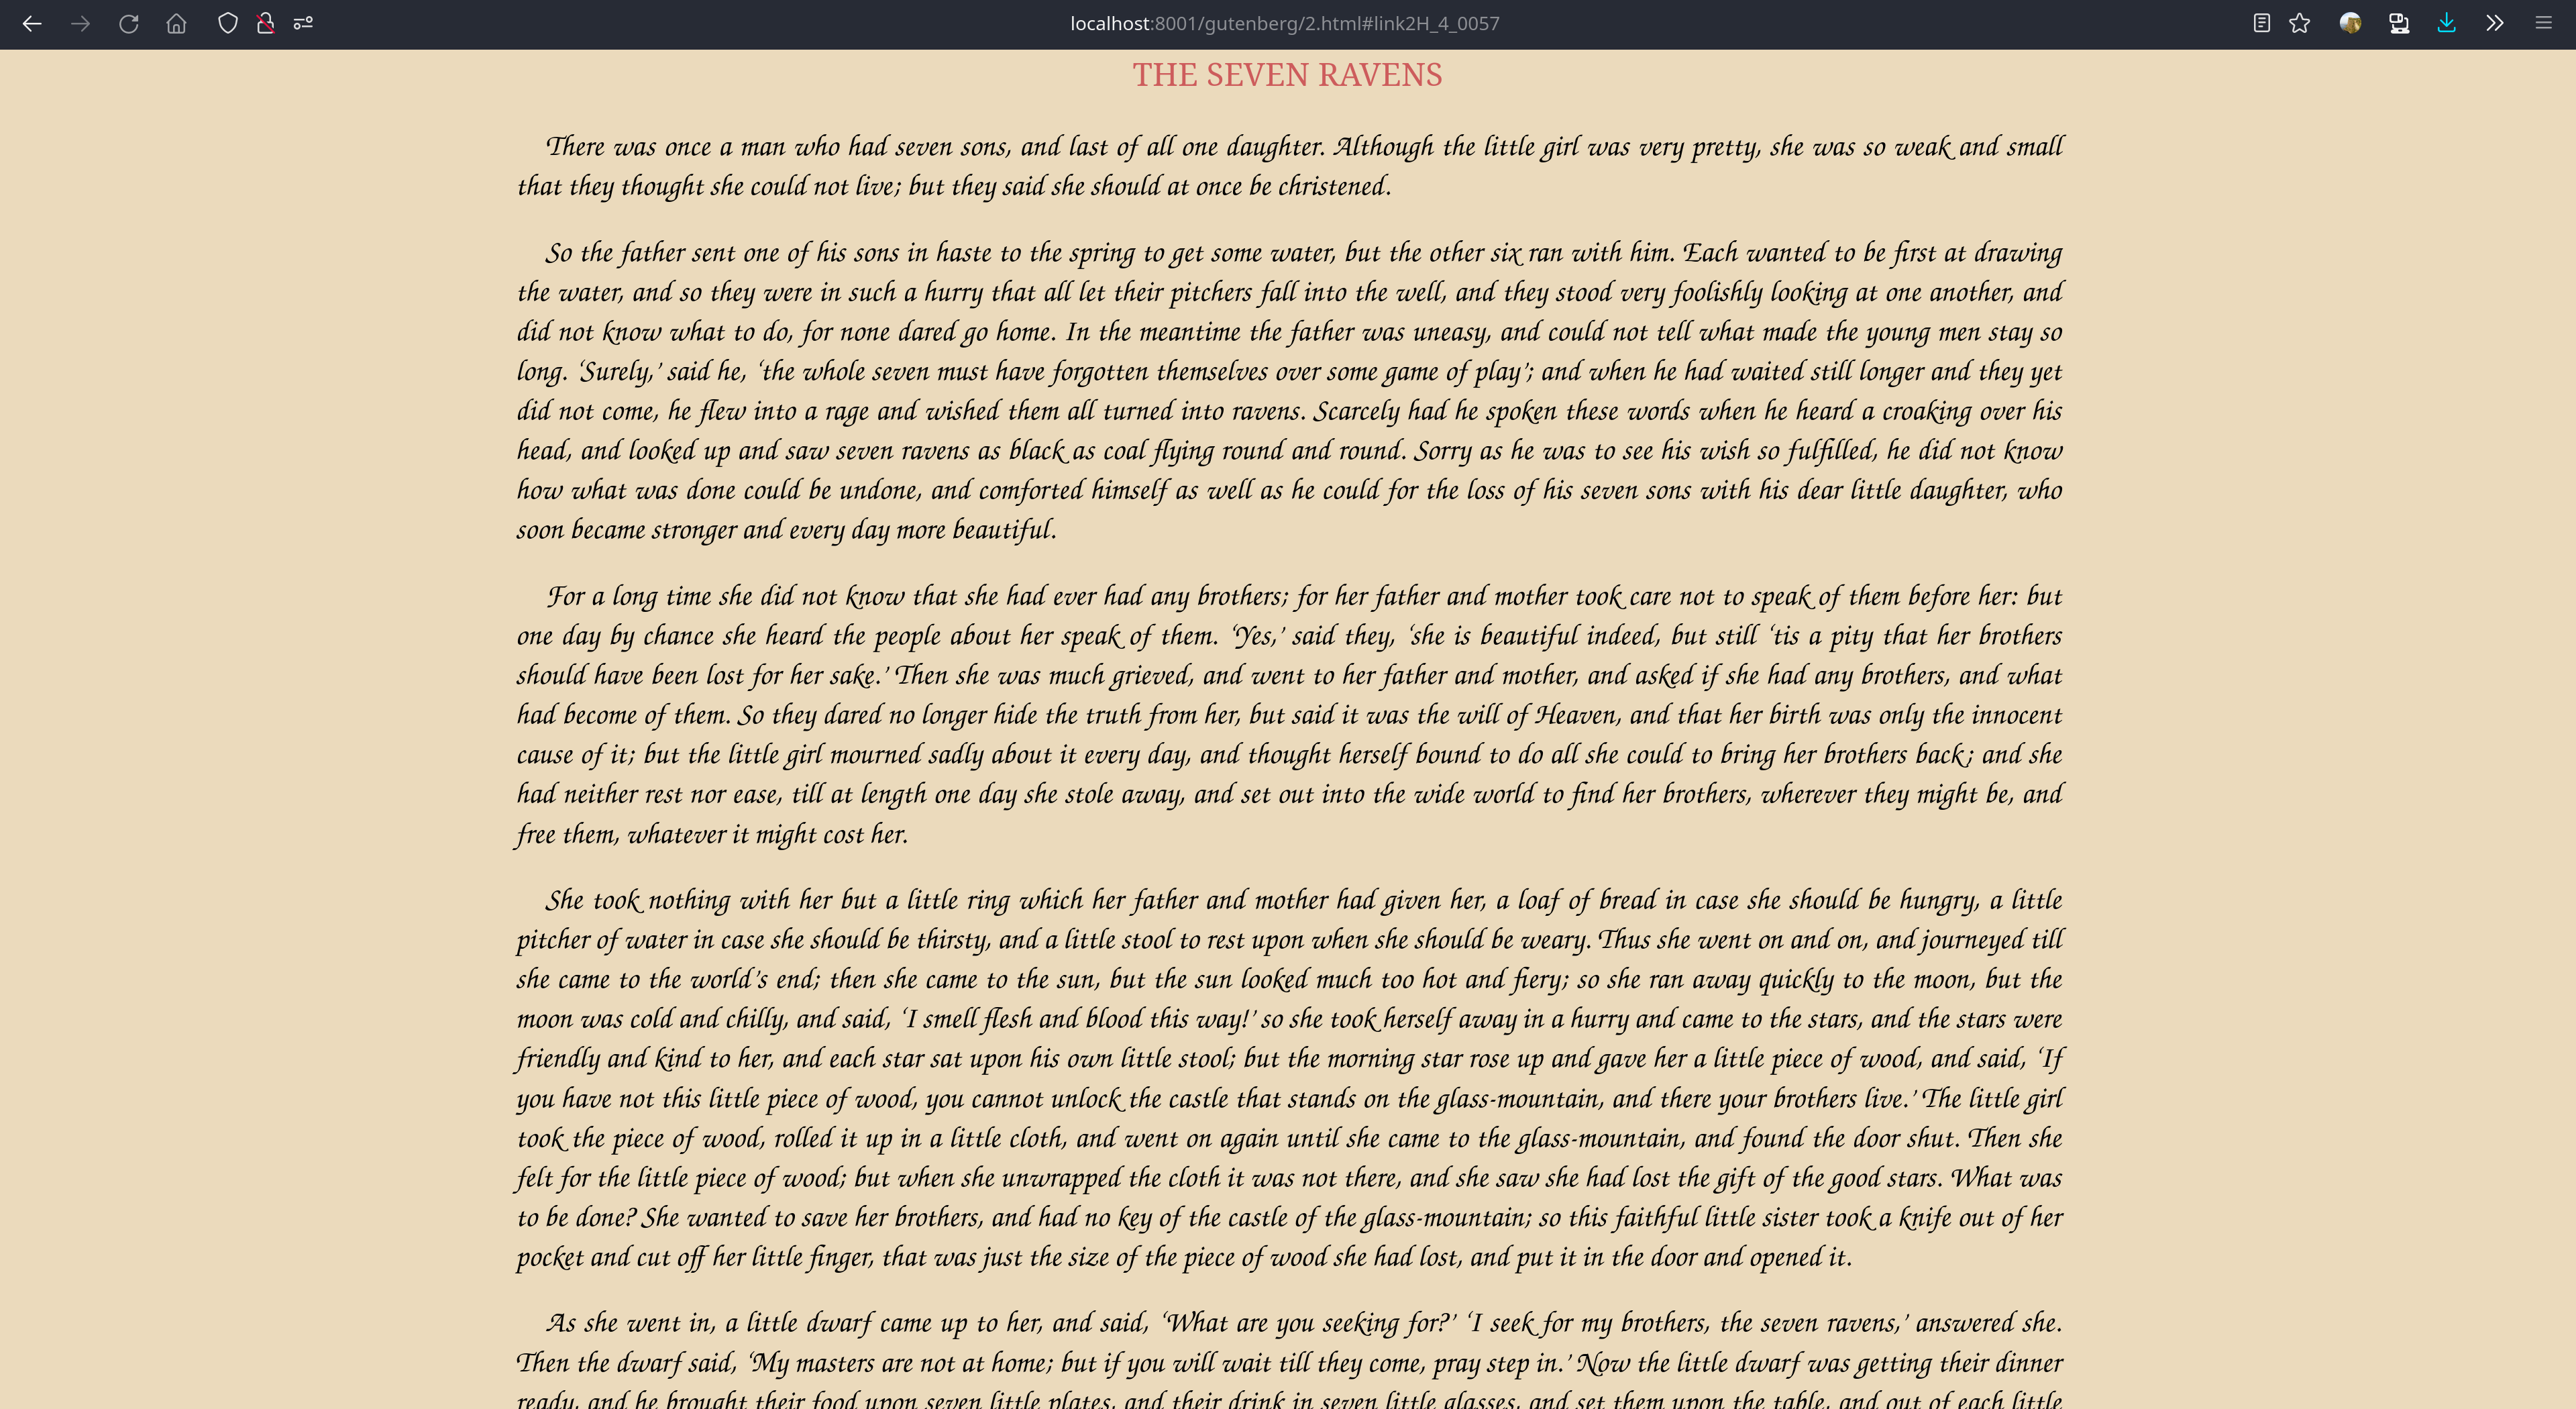 localhost:8001/gutenberg/2.html#link2H_4_0057
THE SEVEN RAVENS
There was once a man who had seven sons, and last of all one daughter. Although the little girl was very pretty, she was so weak and small
that they thought she could not live; but they said she should at once be christened.
So the father sent one of his sons in haste to the spring to get some water, but the other six ran with him. Each wanted to be first at drawing
the water, and so they were in such a hurry that all let their pitchers fall into the well, and they stood very foolishly looking at one another, and
did not know what to do, for none dared go home. In the meantime the father was uneasy, and could not tell what made the young men stay so
long. ‘Surely,’ said he, ‘the whole seven must have forgotten themselves over some game of play’; and when he had waited still longer and they yet
did not come, he flew into a rage and wished them all turned into ravens. Scarcely had he spoken these words when he heard a croaking over his
head, and looked up and saw seven ravens as black as coal flying round and round. Sorry as he was to see his wish so fulfilled, he did not know
how what was done could be undone, and comforted himself as well as he could for the loss of his seven sons with his dear little daughter, who
soon became stronger and every day more beautiful.
For a long time she did not know that she had ever had any brothers; for her father and mother took care not to speak of them before her: but
one day by chance she heard the people about her speak of them. ‘Yes,’ said they, ‘she is beautiful indeed, but still ‘tis a pity that her brothers
should have been lost for her sake.’ Then she was much grieved, and went to her father and mother, and asked if she had any brothers, and what
had become of them. So they dared no longer hide the truth from her, but said it was the will of Heaven, and that her birth was only the innocent
cause of it; but the little girl mourned sadly about it every day, and thought herself bound to do all she could to bring her brothers back; and she
had neither rest nor ease, till at length one day she stole away, and set out into the wide world to find her brothers, wherever they might be, and
free them, whatever it might cost her.
She took nothing with her but a little ring which her father and mother had given her, a loaf of bread in case she should be hungry, a little
pitcher of water in case she should be thirsty, and a little stool to rest upon when she should be weary. Thus she went on and on, and journeyed till
she came to the world’s end; then she came to the sun, but the sun looked much too hot and fiery; so she ran away quickly to the moon, but the
moon was cold and chilly, and said, ‘I smell flesh and blood this way!’ so she took herself away in a hurry and came to the stars, and the stars were
friendly and kind to her, and each star sat upon his own little stool; but the morning star rose up and gave her a little piece of wood, and said, ‘If
you have not this little piece of wood, you cannot unlock the castle that stands on the glass-mountain, and there your brothers live.’ The little girl
took the piece of wood, rolled it up in a little cloth, and went on again until she came to the glass-mountain, and found the door shut. Then she
felt for the little piece of wood; but when she unwrapped the cloth it was not there, and she saw she had lost the gift of the good stars. What was
to be done? She wanted to save her brothers, and had no key of the castle of the glass-mountain; so this faithful little sister took a knife out of her
pocket and cut off her little finger, that was just the size of the piece of wood she had lost, and put it in the door and opened it.
As she went in, a little dwarf came up to her, and said, ‘What are you seeking for?’ ‘I seek for my brothers, the seven ravens,’ answered she.
Then the dwarf said, ‘My masters are not at home; but if you will wait till they come, pray step in.’ Now the little dwarf was getting their dinner
ready, and he brought their food upon seven little plates, and their drink in seven little glasses, and set them upon the table, and out of each little